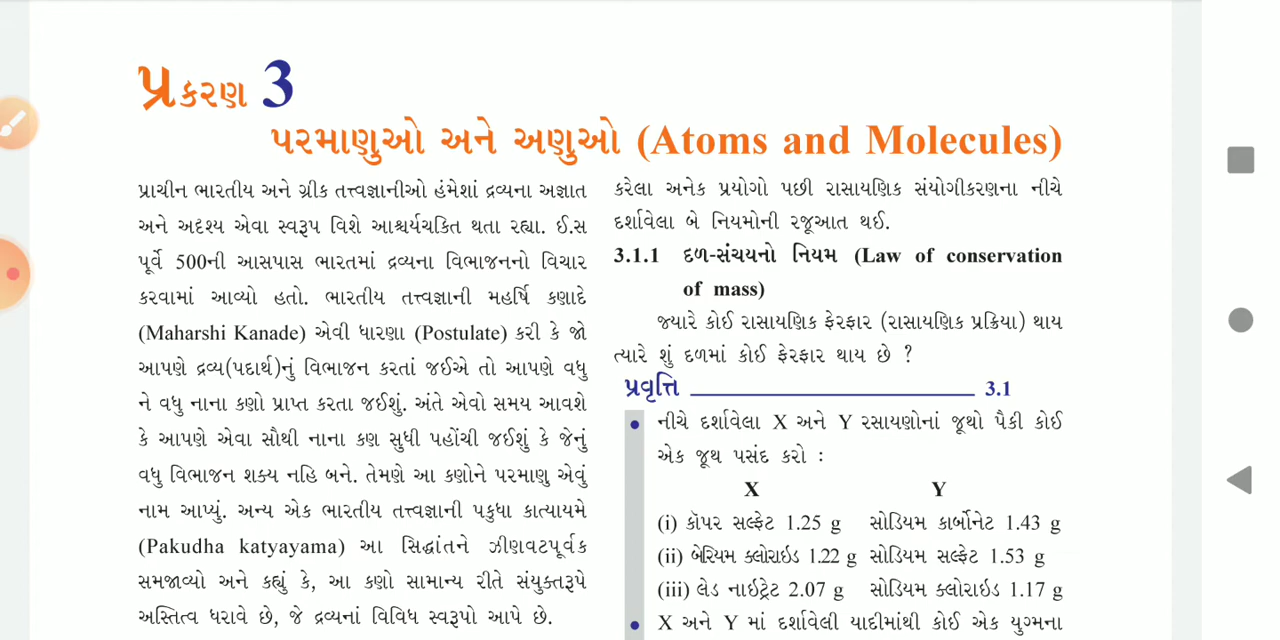 પ્રકરણ 3
પરમાણુઓ અને અણુઓ (Atoms and Molecules)
પ્રાચીન ભારતીય અને ગ્રીક તત્ત્વજ્ઞાનીઓ હંમેશાં દ્રવ્યના અજ્ઞાત
અને અદૃશ્ય એવા સ્વરૂપ વિશે આશ્ચર્યચકિત થતા રહ્યા. ઈ.સ
પૂર્વે 500ની આસપાસ ભારતમાં દ્રવ્યના વિભાજનનો વિચાર
કરવામાં આવ્યો હતો. ભારતીય તત્ત્વજ્ઞાની મહર્ષિ કણાદે
(Maharshi Kanade) એવી ધારણા (Postulate) કરી કે જો
આપણે દ્રવ્ય(પદાર્થ)નું વિભાજન કરતાં જઈએ તો આપણે વધુ
ને વધુ નાના કણો પ્રાપ્ત કરતા જઈશું. અંતે એવો સમય આવશે
કે આપણે એવા સૌથી નાના કણ સુધી પહોંચી જઈશું કે જેનું
વધુ વિભાજન શક્ય નહિ બને. તેમણે આ કણોને પરમાણુ એવું
નામ આપ્યું. અન્ય એક ભારતીય તત્ત્વજ્ઞાની પકુધા કાત્યાયમે
(Pakudha katyayama) આ સિદ્ધાંતને ઝીણવટપૂર્વક
સમજાવ્યો અને કહ્યું કે, આ કણો સામાન્ય રીતે સંયુક્તરૂપે
અસ્તિત્વ ધરાવે છે, જે દ્રવ્યનાં વિવિધ સ્વરૂપો આપે છે.
કરેલા અનેક પ્રયોગો પછી રાસાયણિક સંયોગીકરણના નીચે
દર્શાવેલા બે નિયમોની રજૂઆત થઈ.
3.1.1 દળ-સંચયનો નિયમ (Law of conservation
of mass)
જ્યારે કોઈ રાસાયણિક ફેરફાર (રાસાયણિક પ્રક્રિયા) થાય
ત્યારે શું દળમાં કોઈ ફેરફાર થાય છે ?
પ્રવૃત્તિ 3.1
• નીચે દર્શાવેલા X અને Y રસાયણોનાં જૂથો પૈકી કોઈ
એક જૂથ પસંદ કરો :
X Y
(i) કૉપર સલ્ફેટ 1.25 g સોડિયમ કાર્બોનેટ 1.43 g
(ii) બેરિયમ ક્લોરાઇડ 1.22 g સોડિયમ સલ્ફેટ 1.53 g
(iii) લેડ નાઇટ્રેટ 2.07 g સોડિયમ ક્લોરાઇડ 1.17 g
• X અને Y માં દર્શાવેલી યાદીમાંથી કોઈ એક યુગ્મના